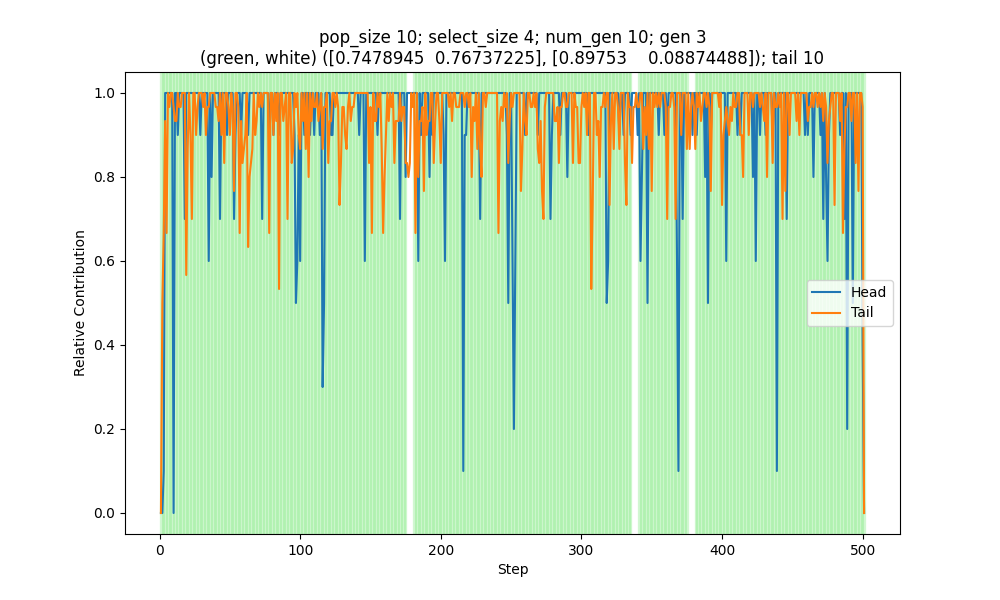 pop_size 10; select_size 4; num_gen 10; gen 3
(green, white) ([0.7478945  0.76737225], [0.89753    0.08874488]); tail 10
1.0
0.8
0.6
0.4
0.2
0.0
Relative Contribution
Head
Tail
0
100
200
300
400
500
Step